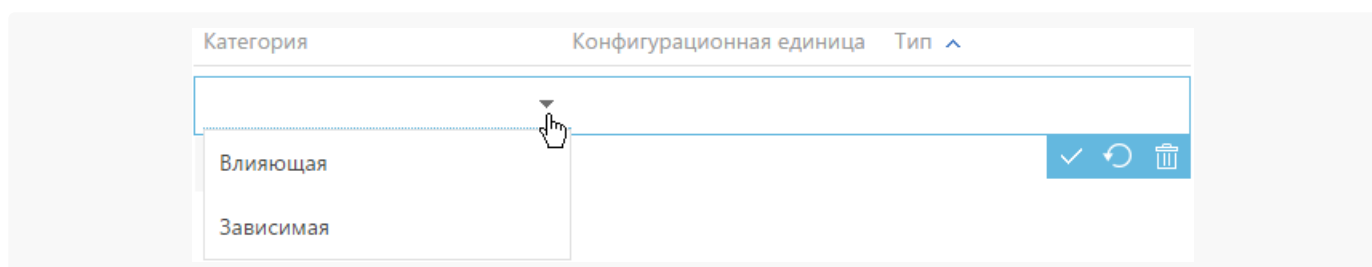 Категория Конфигурационная единица Тип
Влияющая
Зависимая